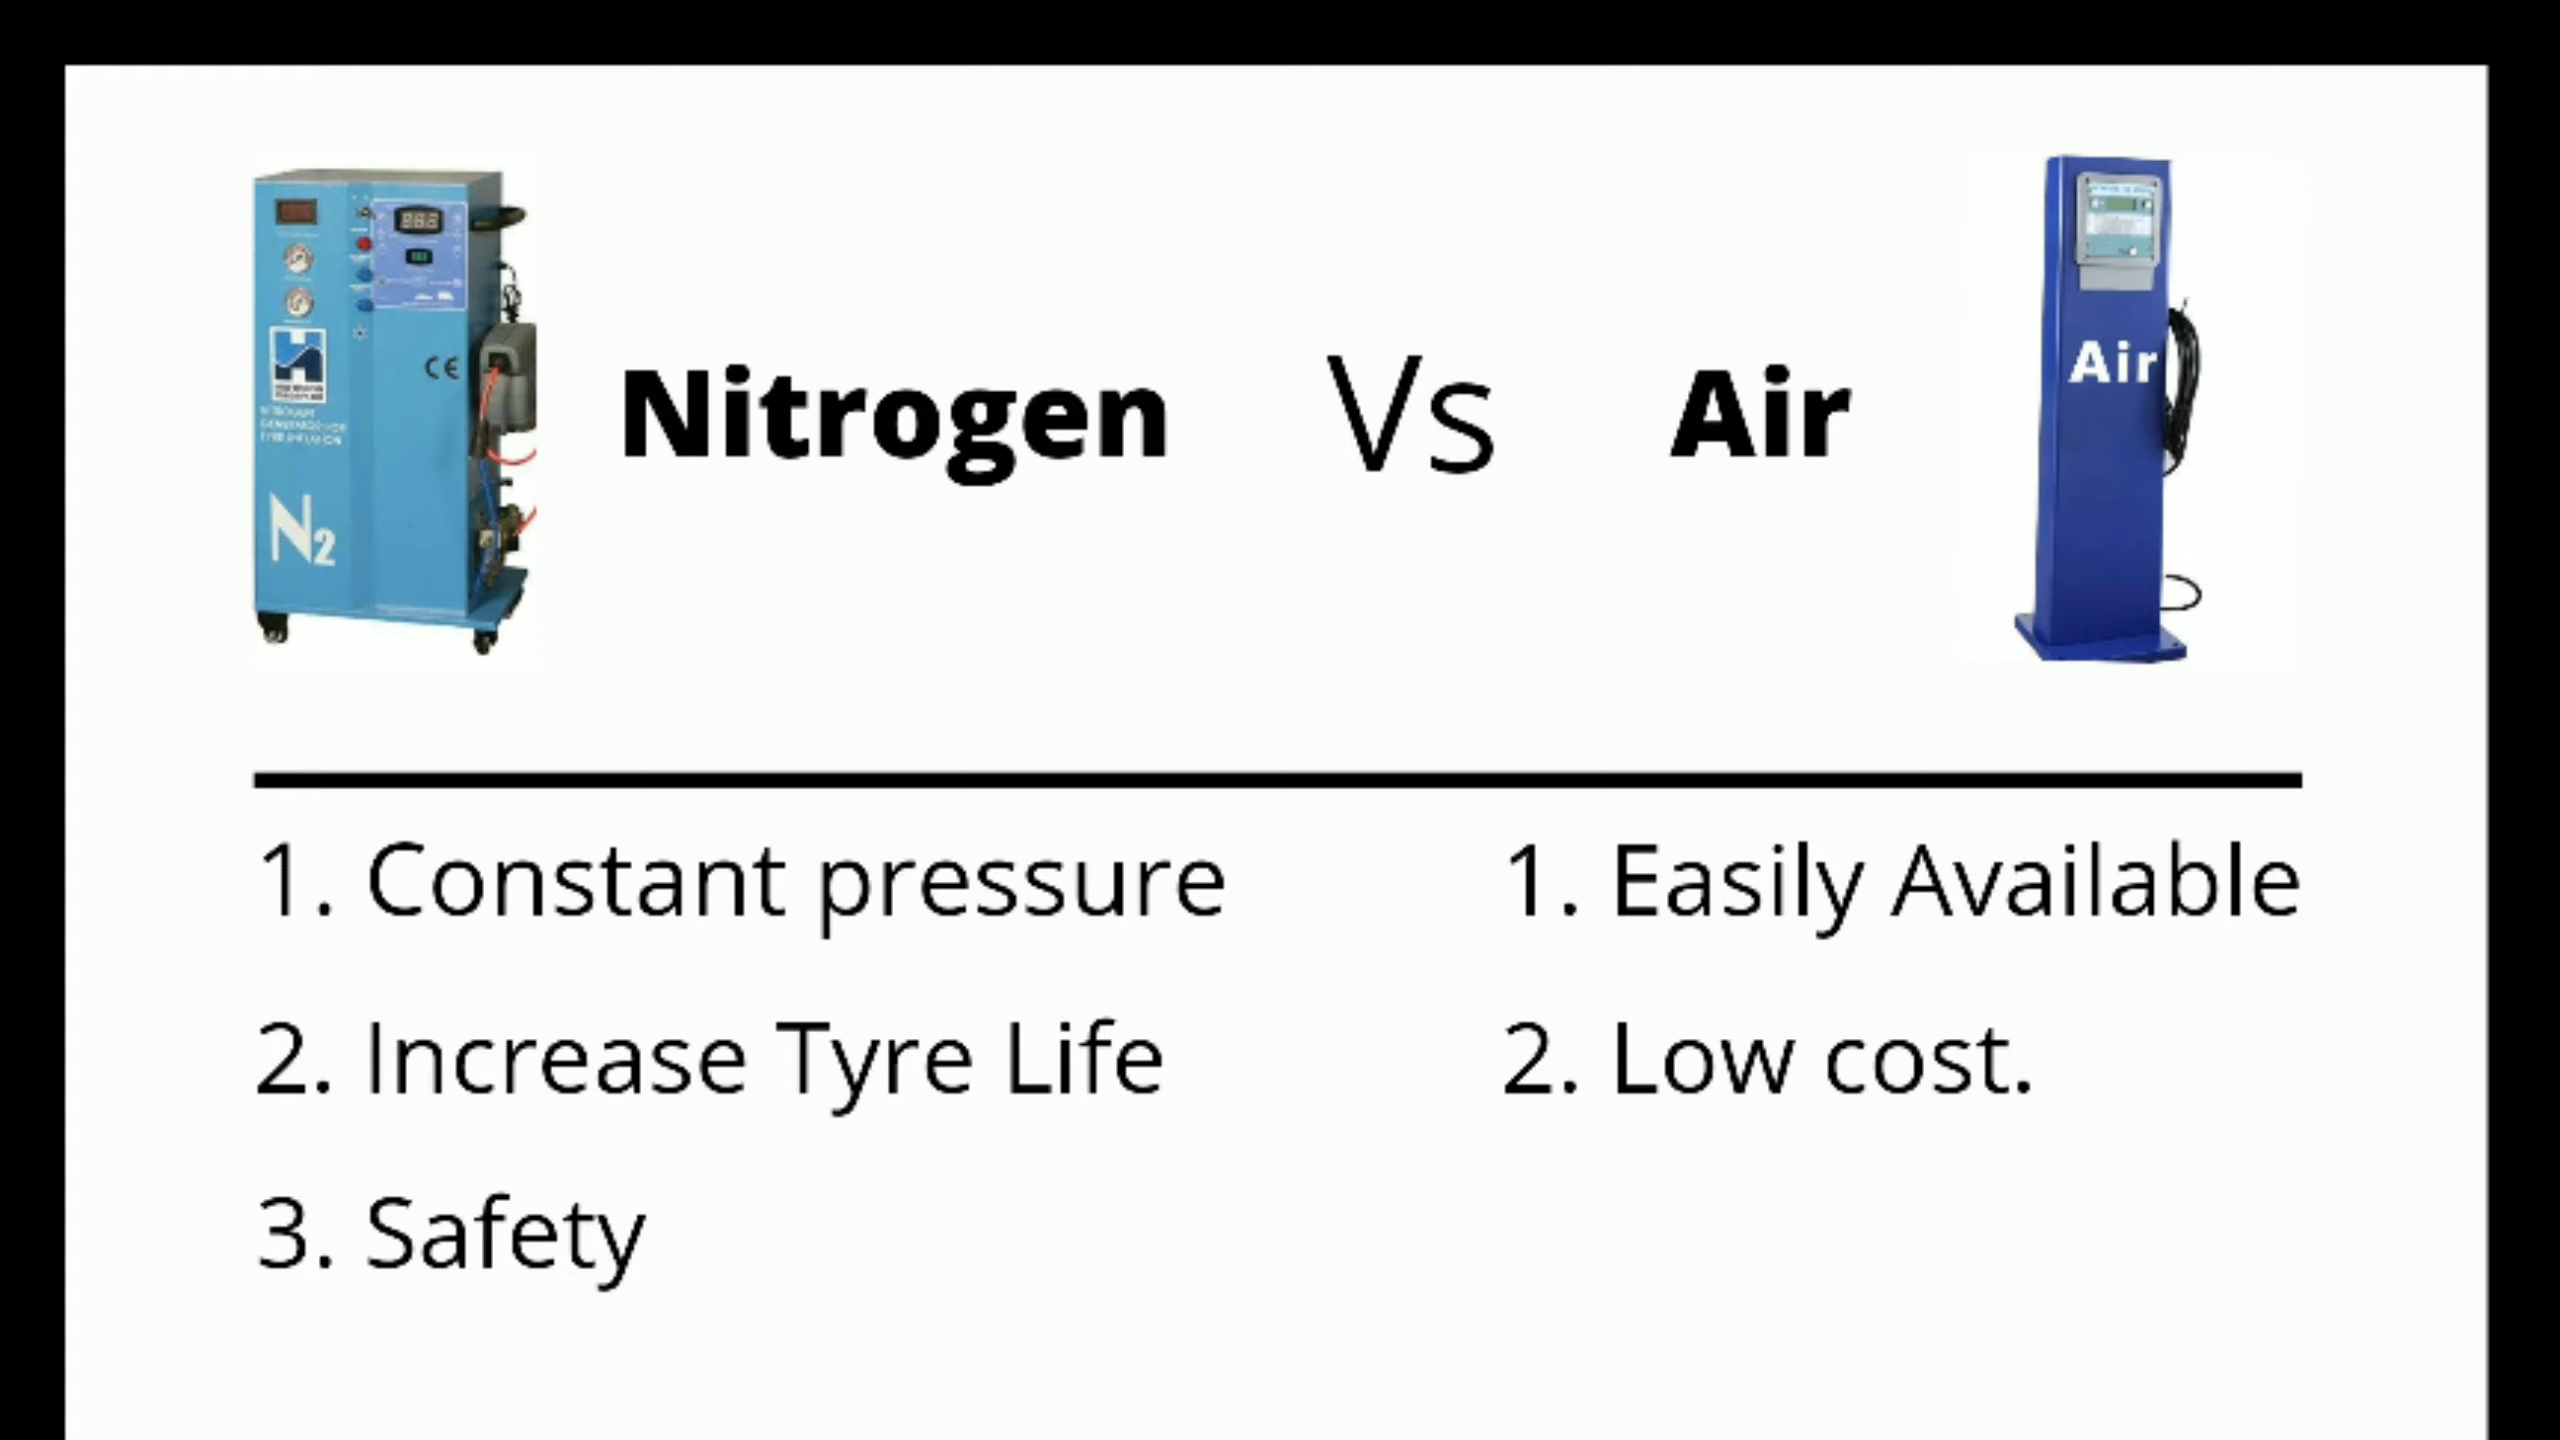 Nitrogen Vs Air
CE
N2
Air
1. Constant pressure
1. Easily Available
2. Increase Tyre Life
2. Low cost.
3. Safety